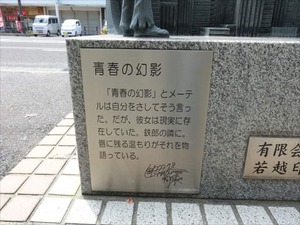 青春の幻影
「青春の幻影」とメーテ
ルは自分をさしてそう言っ
た。だが、彼女は現実に存
在していた。鉄郎の隣に。
唇に残る温もりがそれを物
語っている。
有限会
若越印